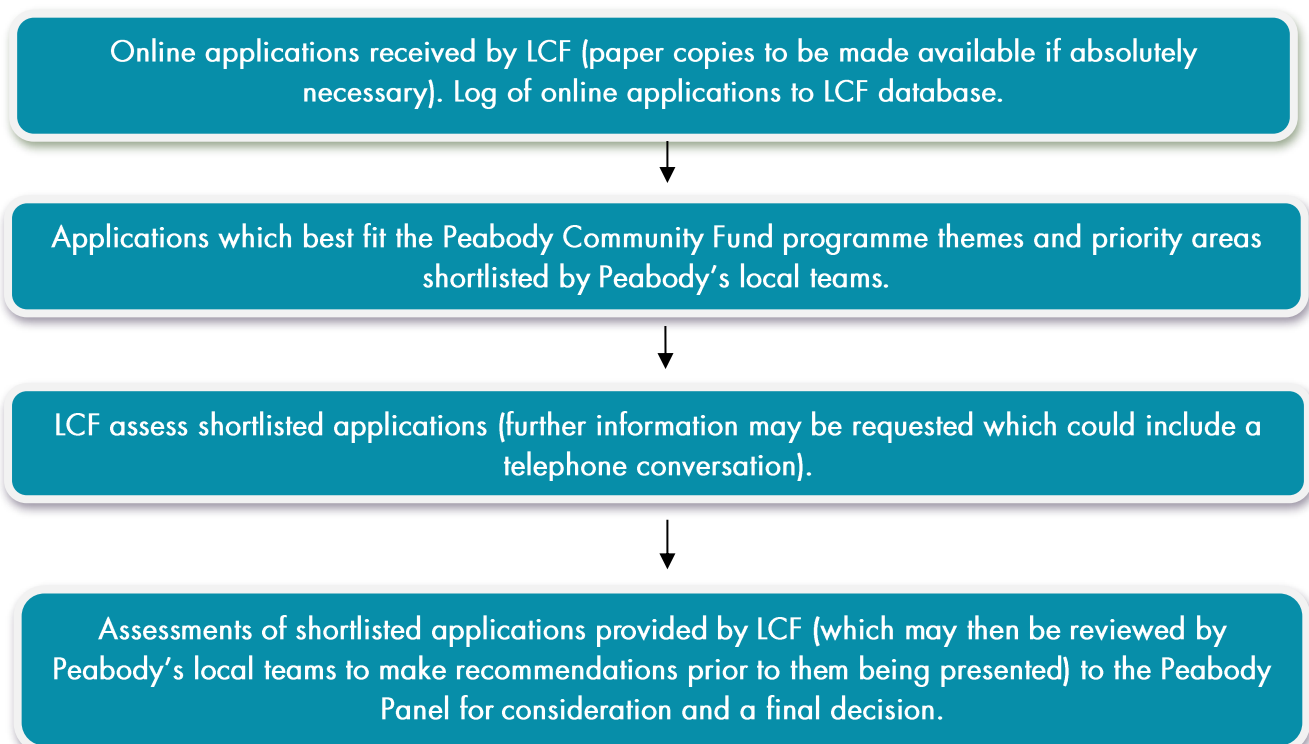 Online applications received by LCF (paper copies to be made available if absolutely
necessary). Log of online applications to LCF database.
Applications which best fit the Peabody Community Fund programme themes and priority areas
shortlisted by Peabody’s local teams.
LCF assess shortlisted applications (further information may be requested which could include a
telephone conversation).
Assessments of shortlisted applications provided by LCF (which may then be reviewed by
Peabody’s local teams to make recommendations prior to them being presented) to the Peabody
Panel for consideration and a final decision.